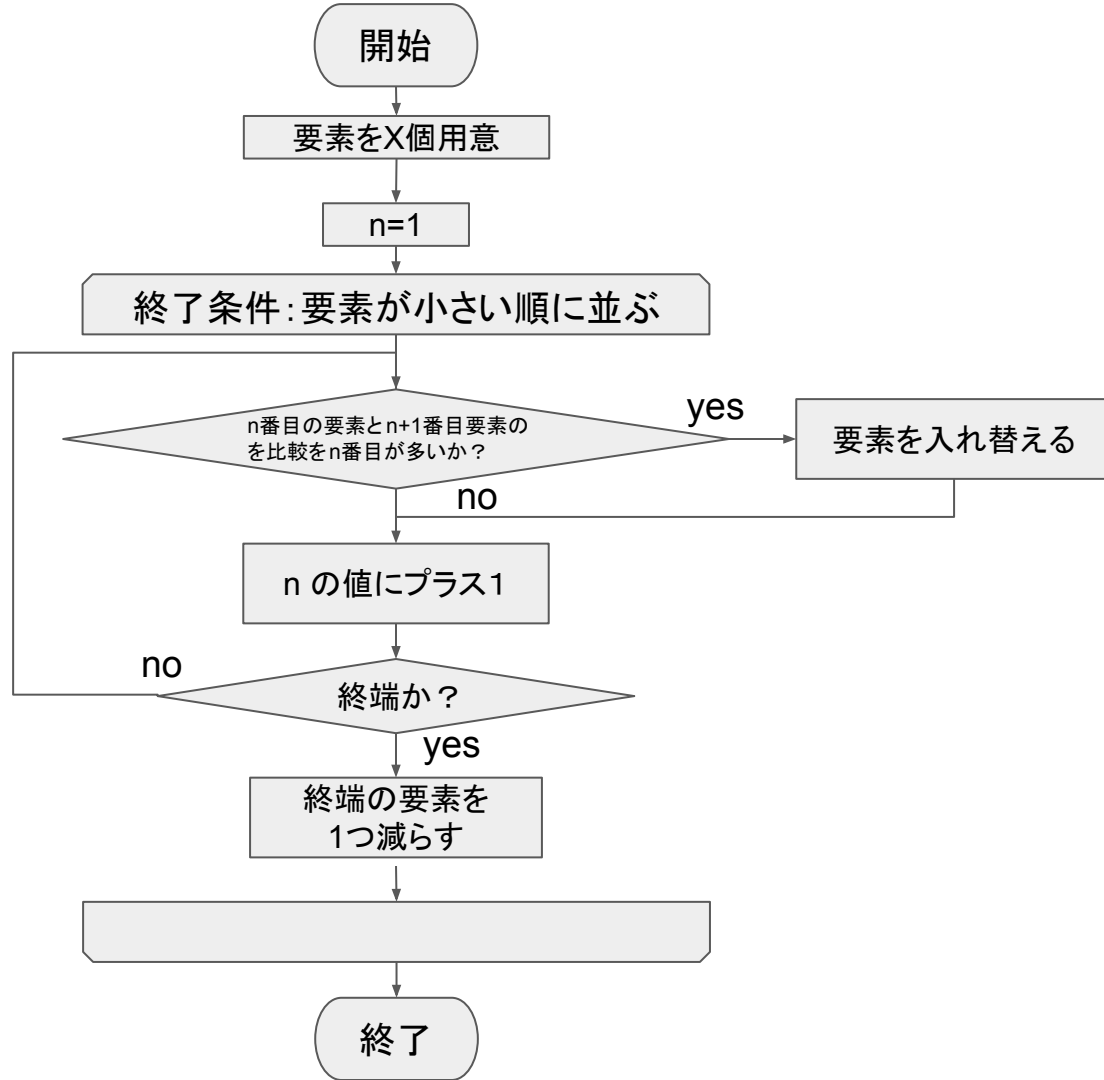 開始
要素をX個用意
n=1
終了条件：要素が小さい順に並ぶ
n番目の要素とn+1番目要素の
を比較をn番目が多いか？
yes
要素を入れ替える
no
n の値にプラス１
no
終端か？
yes
終端の要素を
1つ減らす
終了